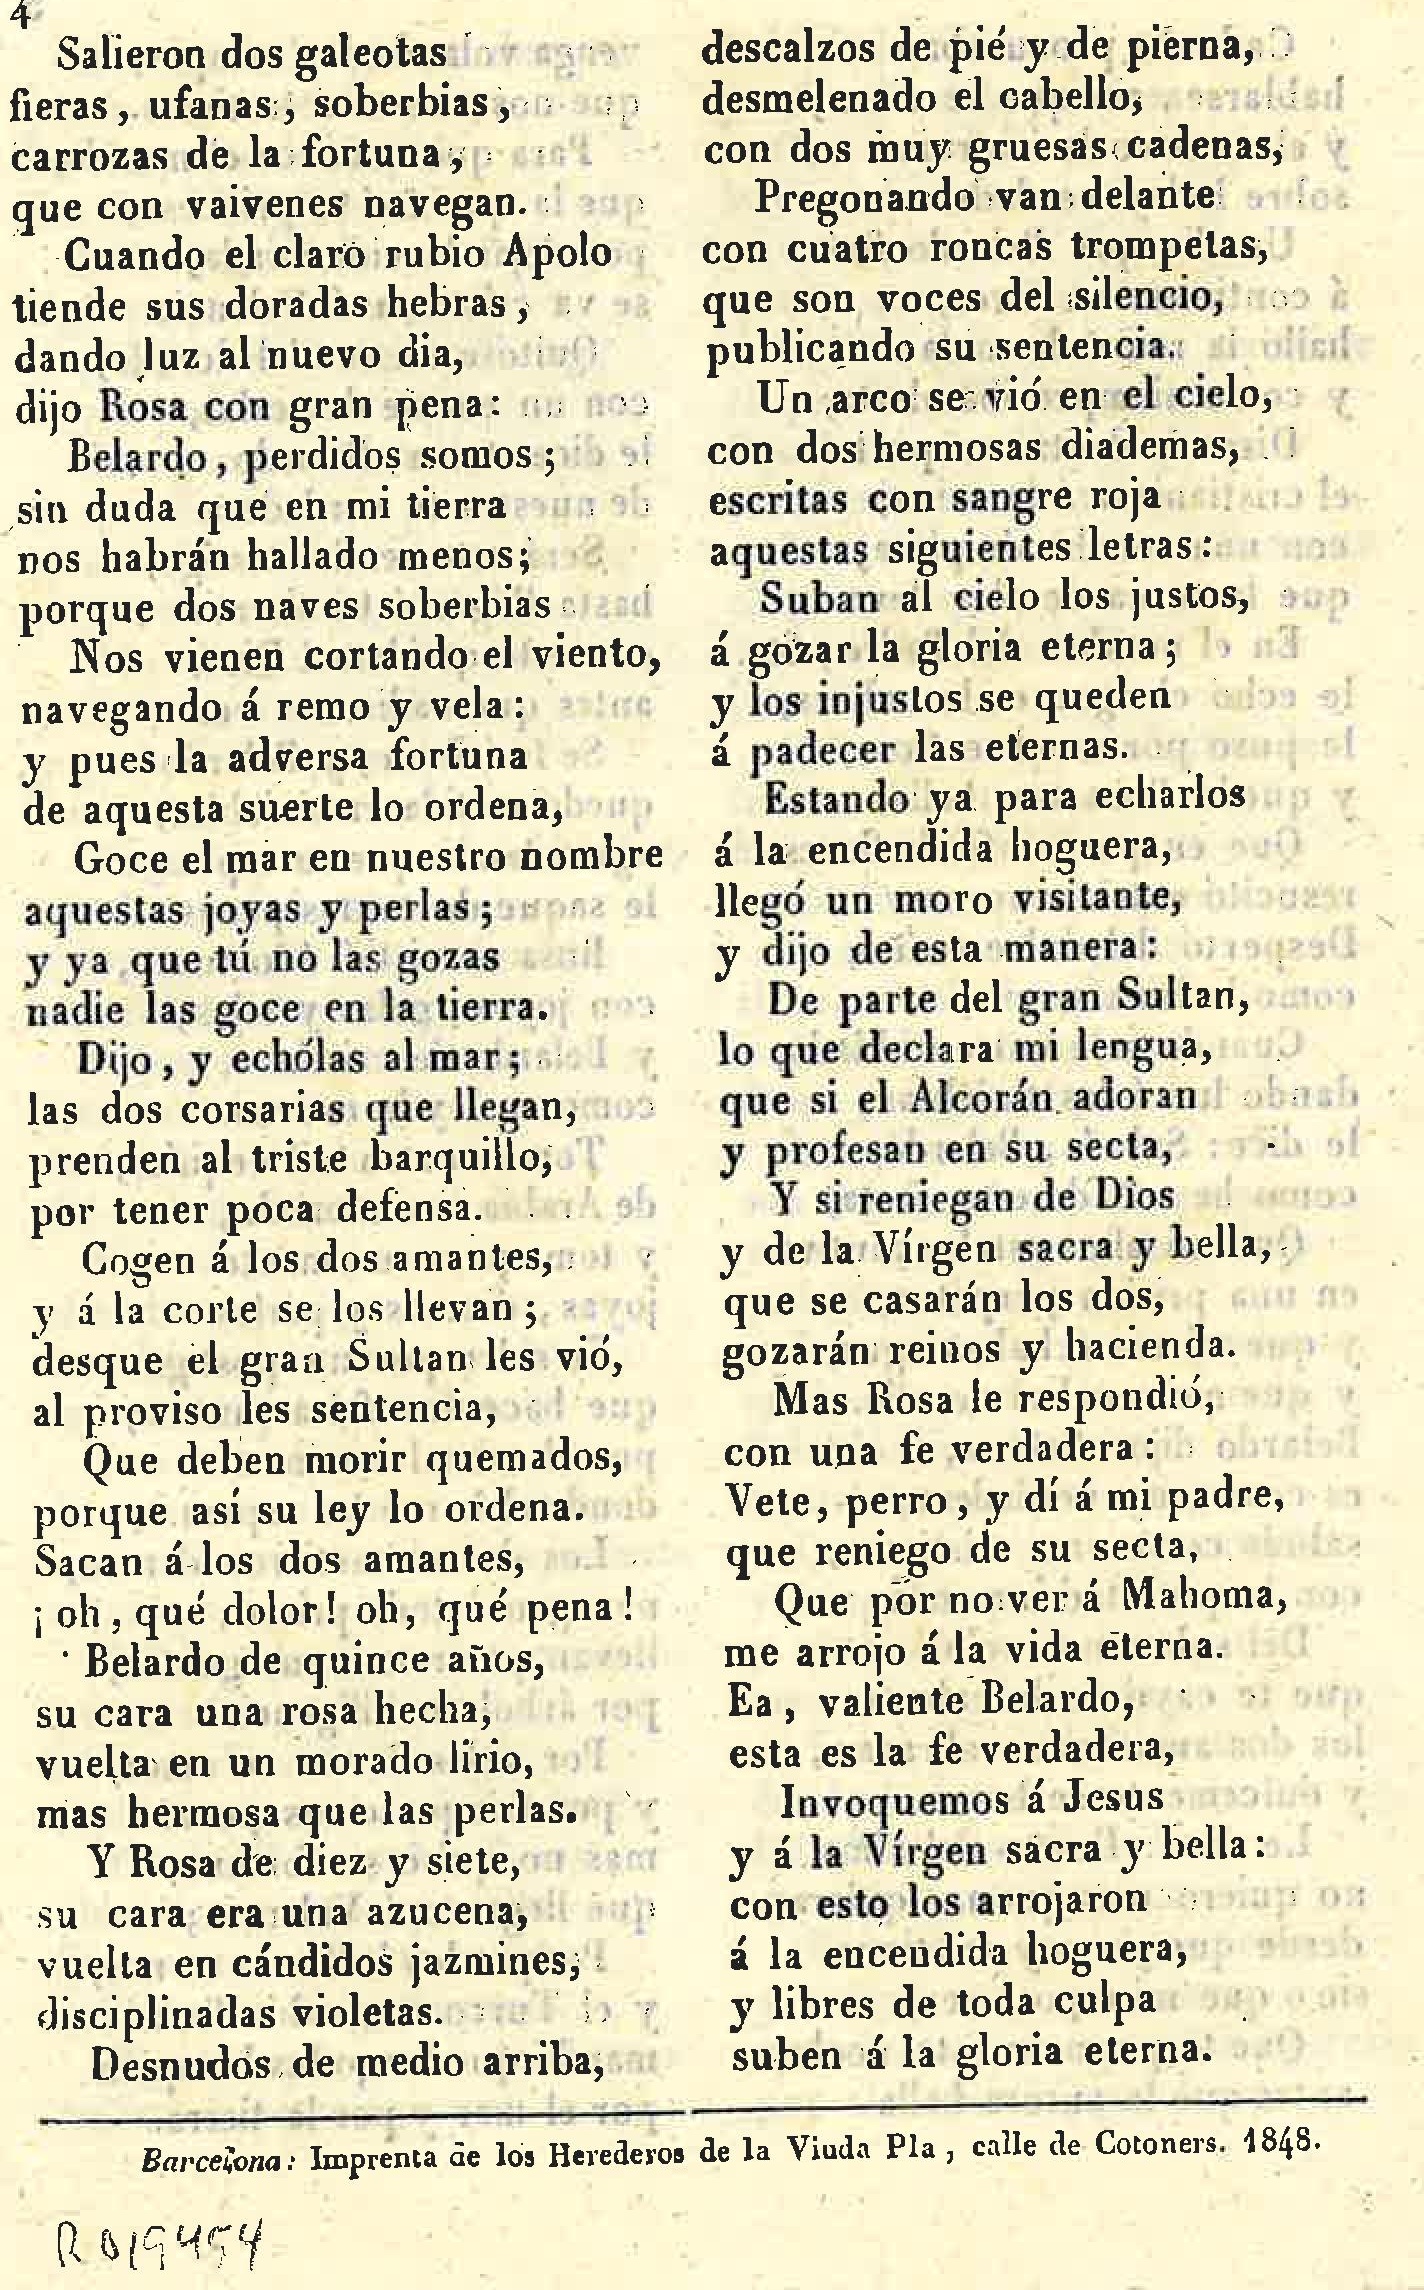 4
Salieron dos galeotas
fieras, ufanas, soberbias,
carrozas de la fortuna,
que con vaivenes navegan.
Cuando el claro rubio Apolo
tiende sus doradas hebras,
dando luz al nuevo dia,
dijo Rosa con gran pena:
Belardo, perdidos somos;
sin duda que en mi tierra
nos habrán hallado menos;
porque dos naves soberbias
Nos vienen cortando el viento,
navegando á remo y vela:
y pues la adversa fortuna
de aquesta suerte lo ordena,
Goce el mar en nuestro nombre
aquestas joyas y perlas;
y ya que tú no las gozas
nadie las goce en la tierra.
Dijo, y echólas al mar;
las dos corsarias que llegan,
prenden al triste barquillo,
por tener poca defensa.
Cogen á los dos amantes,
y á la corte se los llevan;
desque el gran Sultan les vió,
al proviso les sentencia,
Que deben morir quemados,
porque así su ley lo ordena.
Sacan á los dos amantes,
¡oh, qué dolor! oh, qué pena!
Belardo de quince años,
su cara una rosa hecha,
vuelta en un morado lirio,
mas hermosa que las perlas.
Y Rosa de diez y siete,
su cara era una azucena,
vuelta en cándidos jazmines,
disciplinadas violetas.
Desnudos de medio arriba,
descalzos de pié y de pierna,
desmelenado el cabello,
con dos muy gruesas cadenas,
Pregonando van delante
con cuatro roncas trompetas,
que son voces del silencio,
publicando su sentencia.
Un arco se vió en el cielo,
con dos hermosas diademas,
escritas con sangre roja
aquestas siguientes letras:
Suban al cielo los justos,
á gozar la gloria eterna;
y los injustos se queden
á padecer las eternas.
Estando ya para echarlos
á la encendida hoguera,
llegó un moro visitante,
y dijo de esta manera:
De parte del gran Sultan,
lo que declara mi lengua,
que si el Alcorán adoran
y profesan en su secta,
Y si reniegan de Dios
y de la Vírgen sacra y bella,
que se casarán los dos,
gozarán reinos y hacienda.
Mas Rosa le respondió,
con una fe verdadera:
Vete, perro, y dí á mi padre,
que reniego de su secta,
Que por no ver á Mahoma,
me arrojo á la vida eterna.
Ea, valiente Belardo,
esta es la fe verdadera,
Invoquemos á Jesus
y á la Vírgen sacra y bella:
con esto los arrojaron
á la encendida hoguera,
y libres de toda culpa
suben á la gloria eterna.
Barcelona: Imprenta de los Herederos de la Viuda Pla, calle de Cotoners. 1848.
R 019454